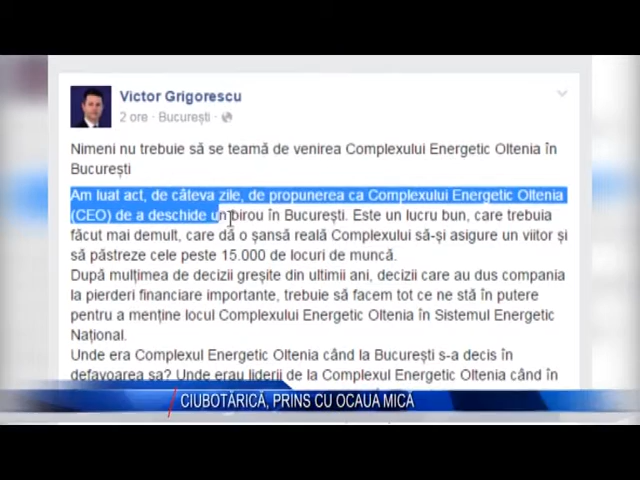 Victor Grigorescu
2 ore · București ·
Nimeni nu trebuie să se teamă de venirea Complexului Energetic Oltenia în
București
Am luat act, de câteva zile, de propunerea ca Complexului Energetic Oltenia
(CEO) de a deschide un birou în București. Este un lucru bun, care trebuia
făcut mai demult, care dă o șansă reală Complexului să-și asigure un viitor și
să păstreze cele peste 15.000 de locuri de muncă.
După mulțimea de decizii greșite din ultimii ani, decizii care au dus compania
la pierderi financiare importante, trebuie să facem tot ce ne stă în putere
pentru a menține locul Complexului Energetic Oltenia în Sistemul Energetic
Național.
Unde era Complexul Energetic Oltenia când la București s-a decis în
defavoarea sa? Unde erau liderii de la Complexul Energetic Oltenia când în
CIUBOTĂRICĂ, PRINS CU OCAUA MICĂ